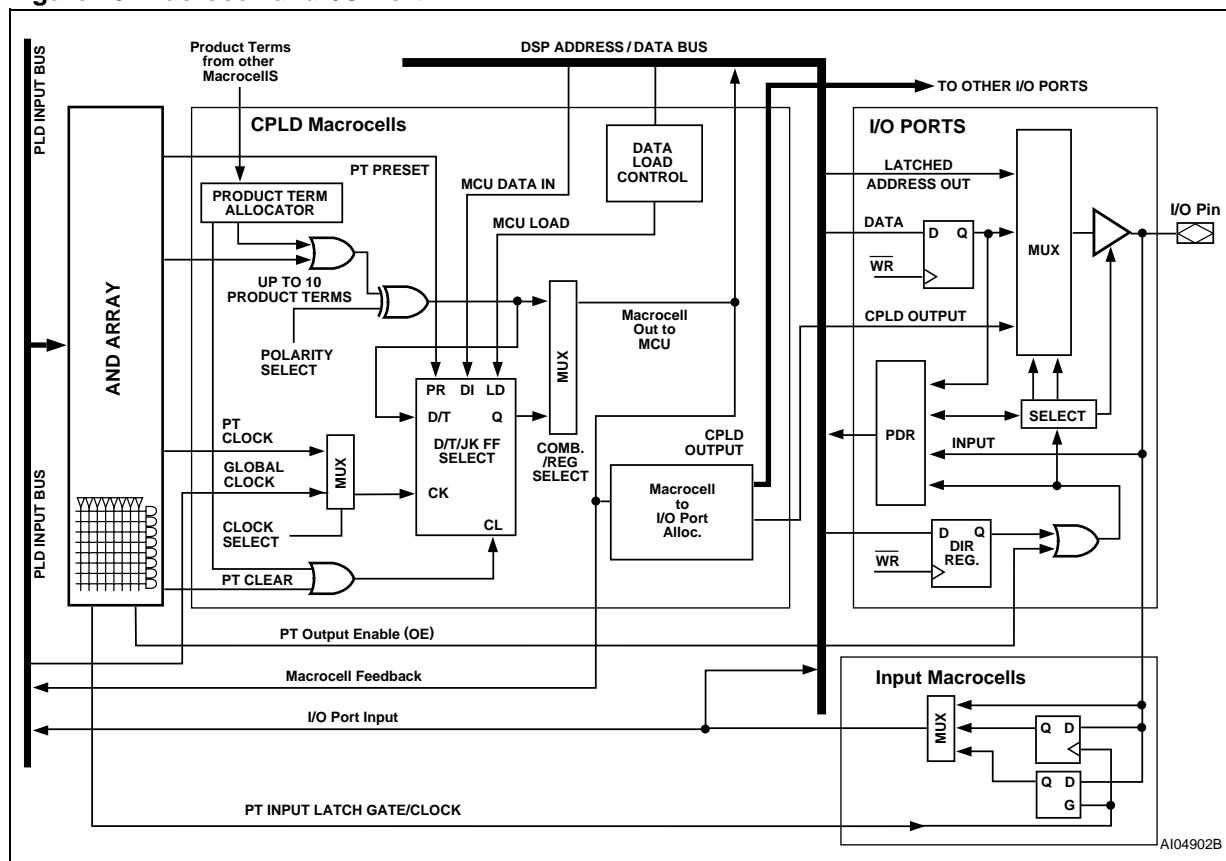 PLD INPUT BUS
Product Terms
from other
MacrocellS
DSP ADDRESS / DATA BUS
TO OTHER I/O PORTS
CPLD Macrocells
I/O PORTS
AND ARRAY
PT PRESET
MCU DATA IN
MCU LOAD
DATA
LOAD
CONTROL
LATCHED
ADDRESS OUT
PRODUCT TERM
ALLOCATOR
DATA
D Q
WR
MUX
I/O Pin
UP TO 10
PRODUCT TERMS
POLARITY
SELECT
MUX
Macrocell
Out to
MCU
CPLD OUTPUT
PR DI LD
D/T Q
D/T/JK FF
SELECT
CK
CL
COMB.
/REG
SELECT
CPLD
OUTPUT
PDR
SELECT
INPUT
PT
CLOCK
GLOBAL
CLOCK
MUX
CLOCK
SELECT
PLD INPUT BUS
Macrocell
to
I/O Port
Alloc.
D Q
DIR
REG.
WR
PT CLEAR
PT Output Enable (OE)
Macrocell Feedback
I/O Port Input
Input Macrocells
MUX
Q D
Q D
G
PT INPUT LATCH GATE/CLOCK
AI04902B